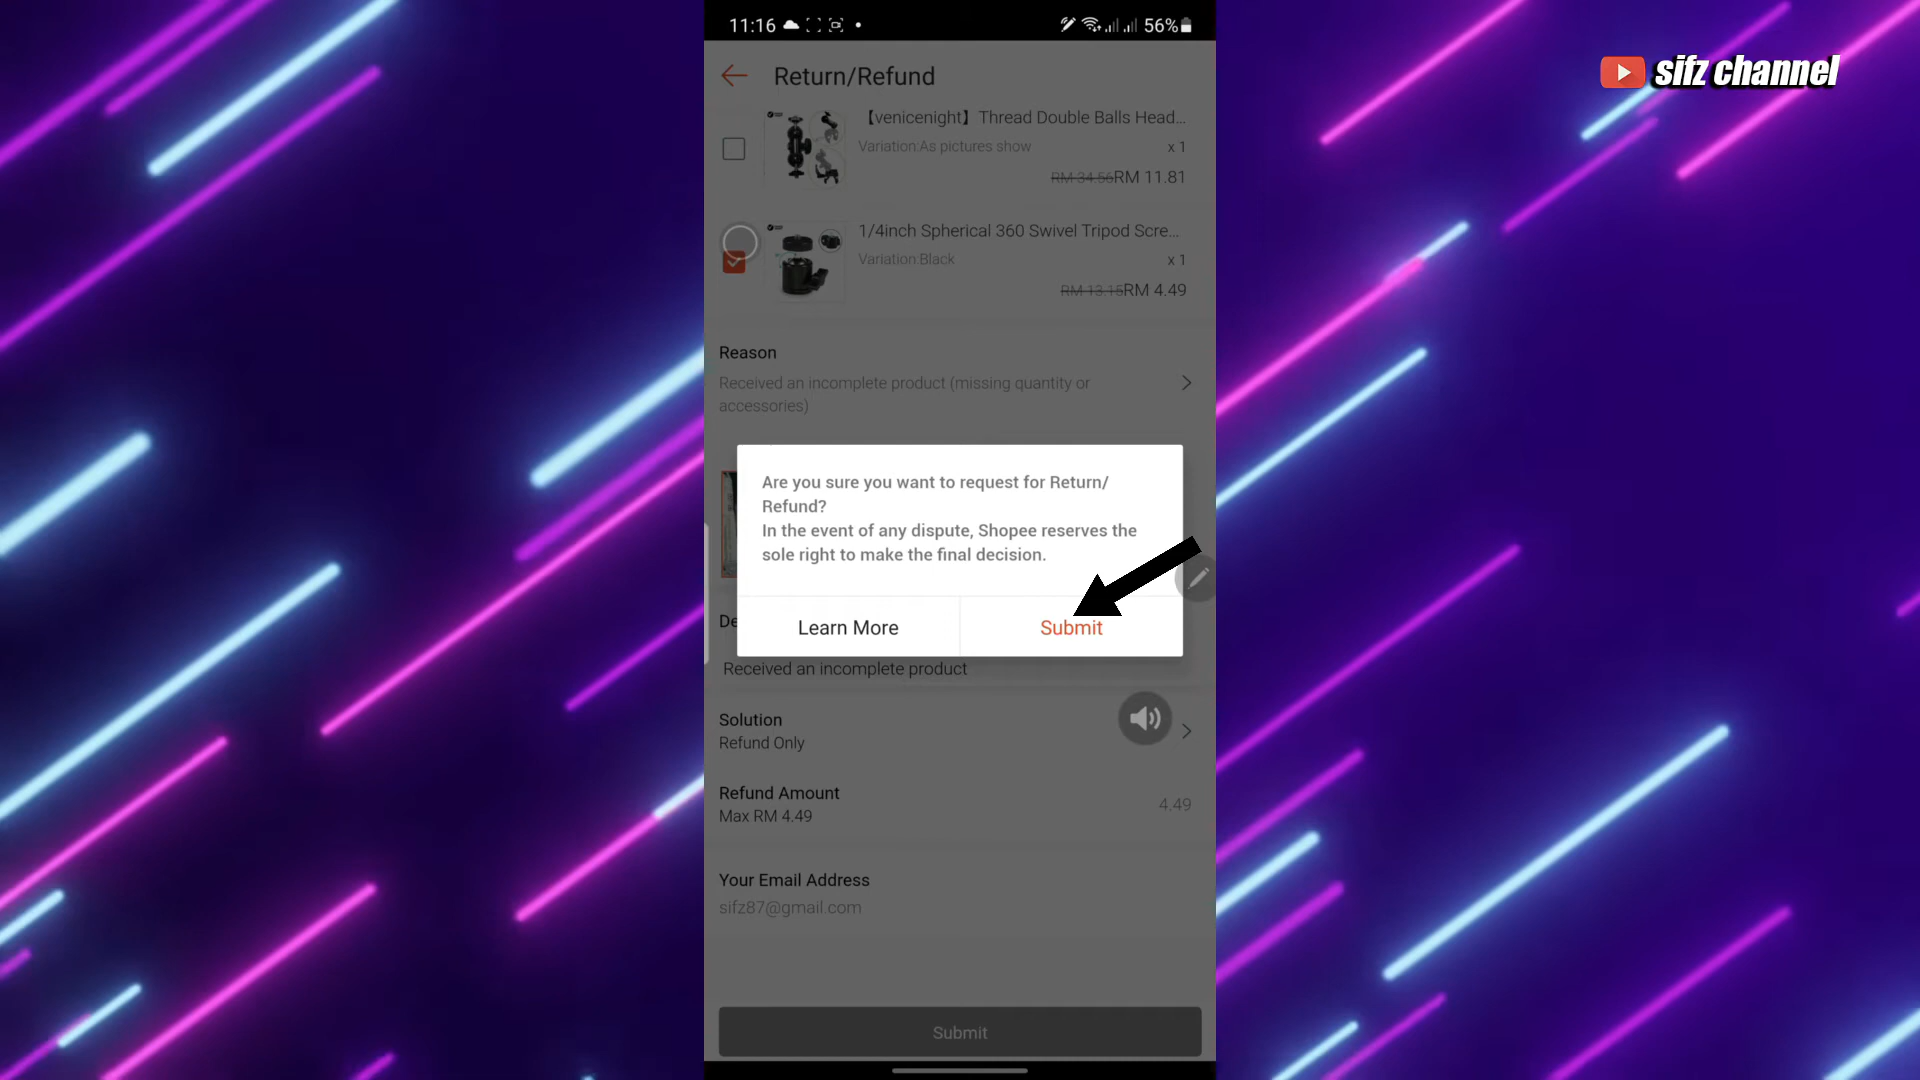 11:16
56%
sifz channel
Return/Refund
【venicenight】Thread Double Balls Head...
Variation:As pictures show
x 1
RM 34.56RM 11.81
1/4inch Spherical 360 Swivel Tripod Scre...
Variation:Black
x 1
RM 13.15RM 4.49
Reason
Received an incomplete product (missing quantity or
accessories)
Are you sure you want to request for Return/
Refund?
In the event of any dispute, Shopee reserves the
sole right to make the final decision.
Learn More
Submit
De
Received an incomplete product
Solution
Refund Only
Refund Amount
Max RM 4.49
4.49
Your Email Address
sifz87@gmail.com
Submit